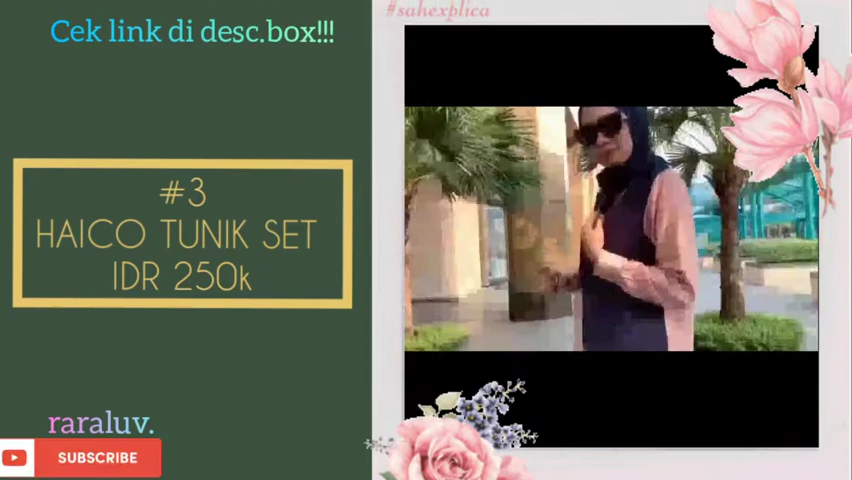 Cek link di desc.box!!!
#sahexplica
#3
HAICO TUNIK SET
IDR 250k
raraluv.
SUBSCRIBE